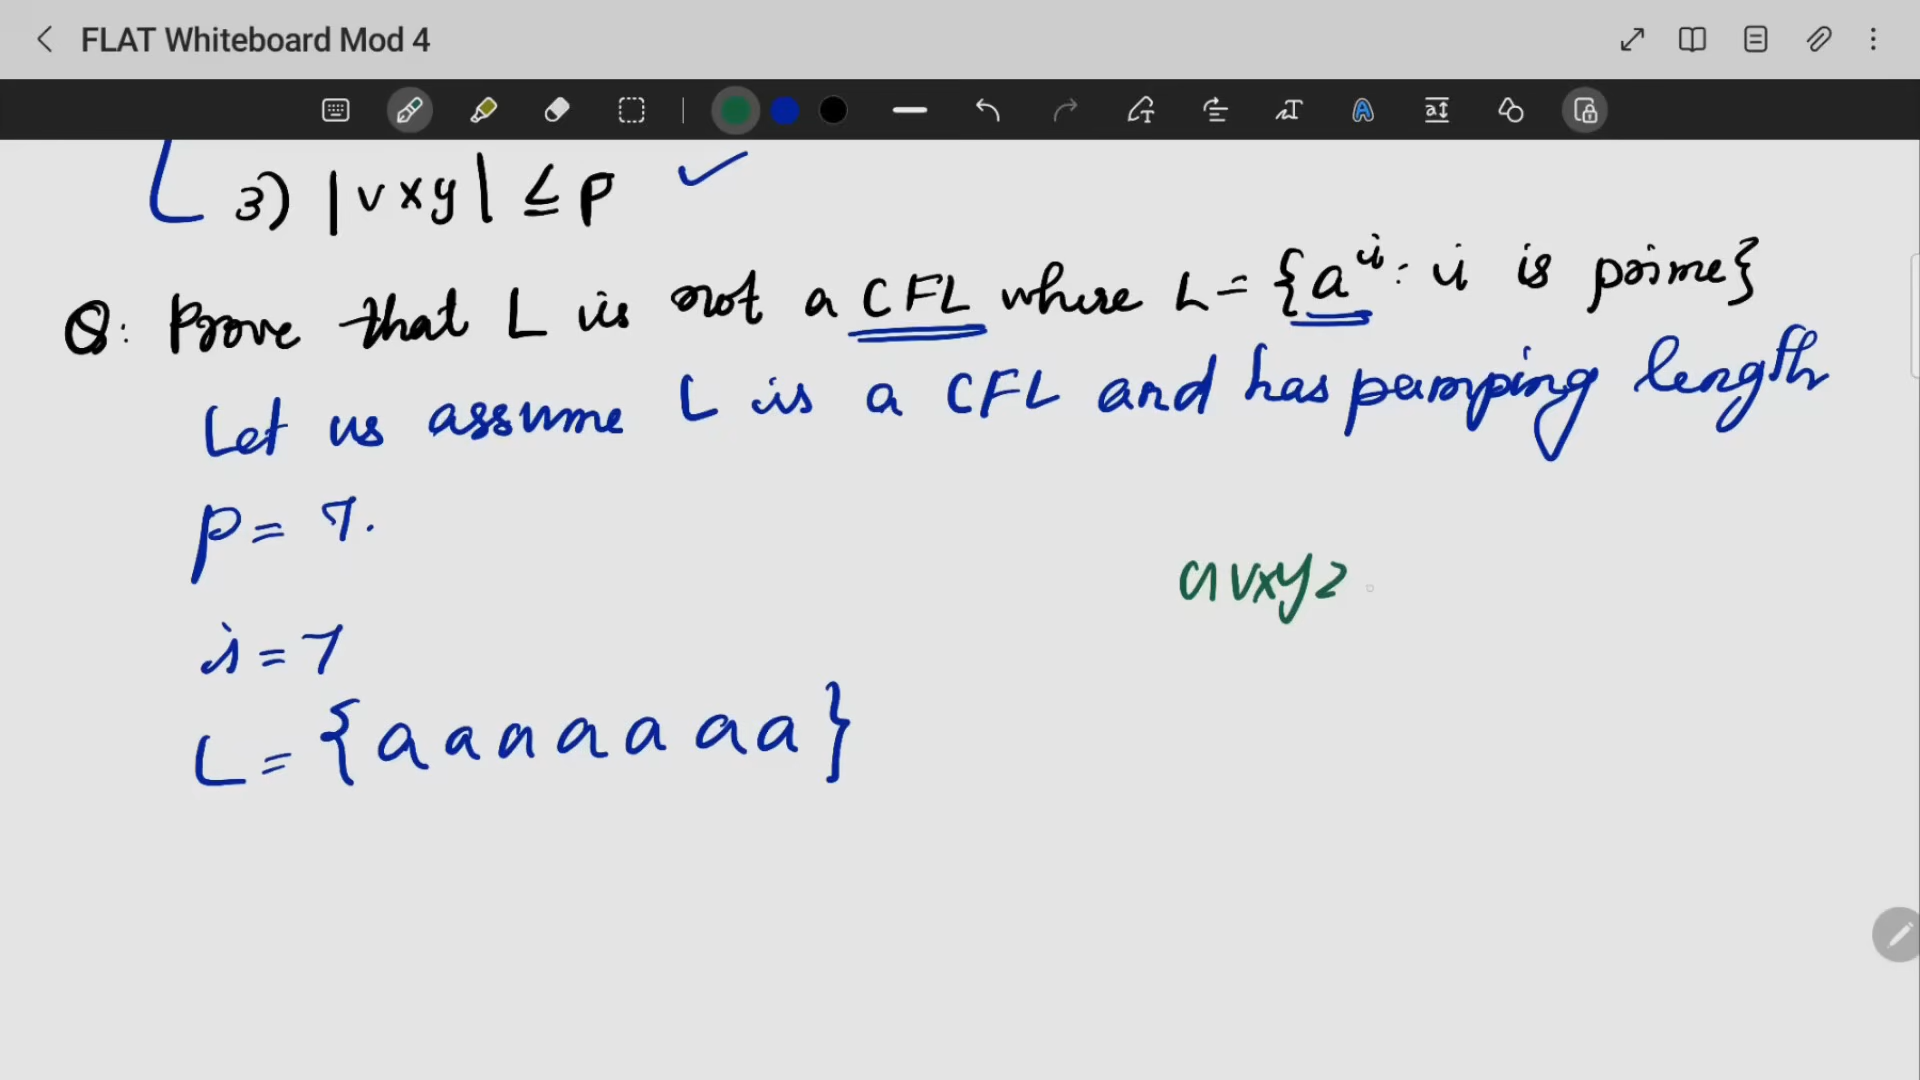 FLAT Whiteboard Mod 4
3) |vxy| ≤ p ✓
Q: Prove that L is not a CFL where L = {a^i : i is prime}
Let us assume L is a CFL and has pumping length
p = 7.
uvxyz
i = 7
L = {a a a a a a a}